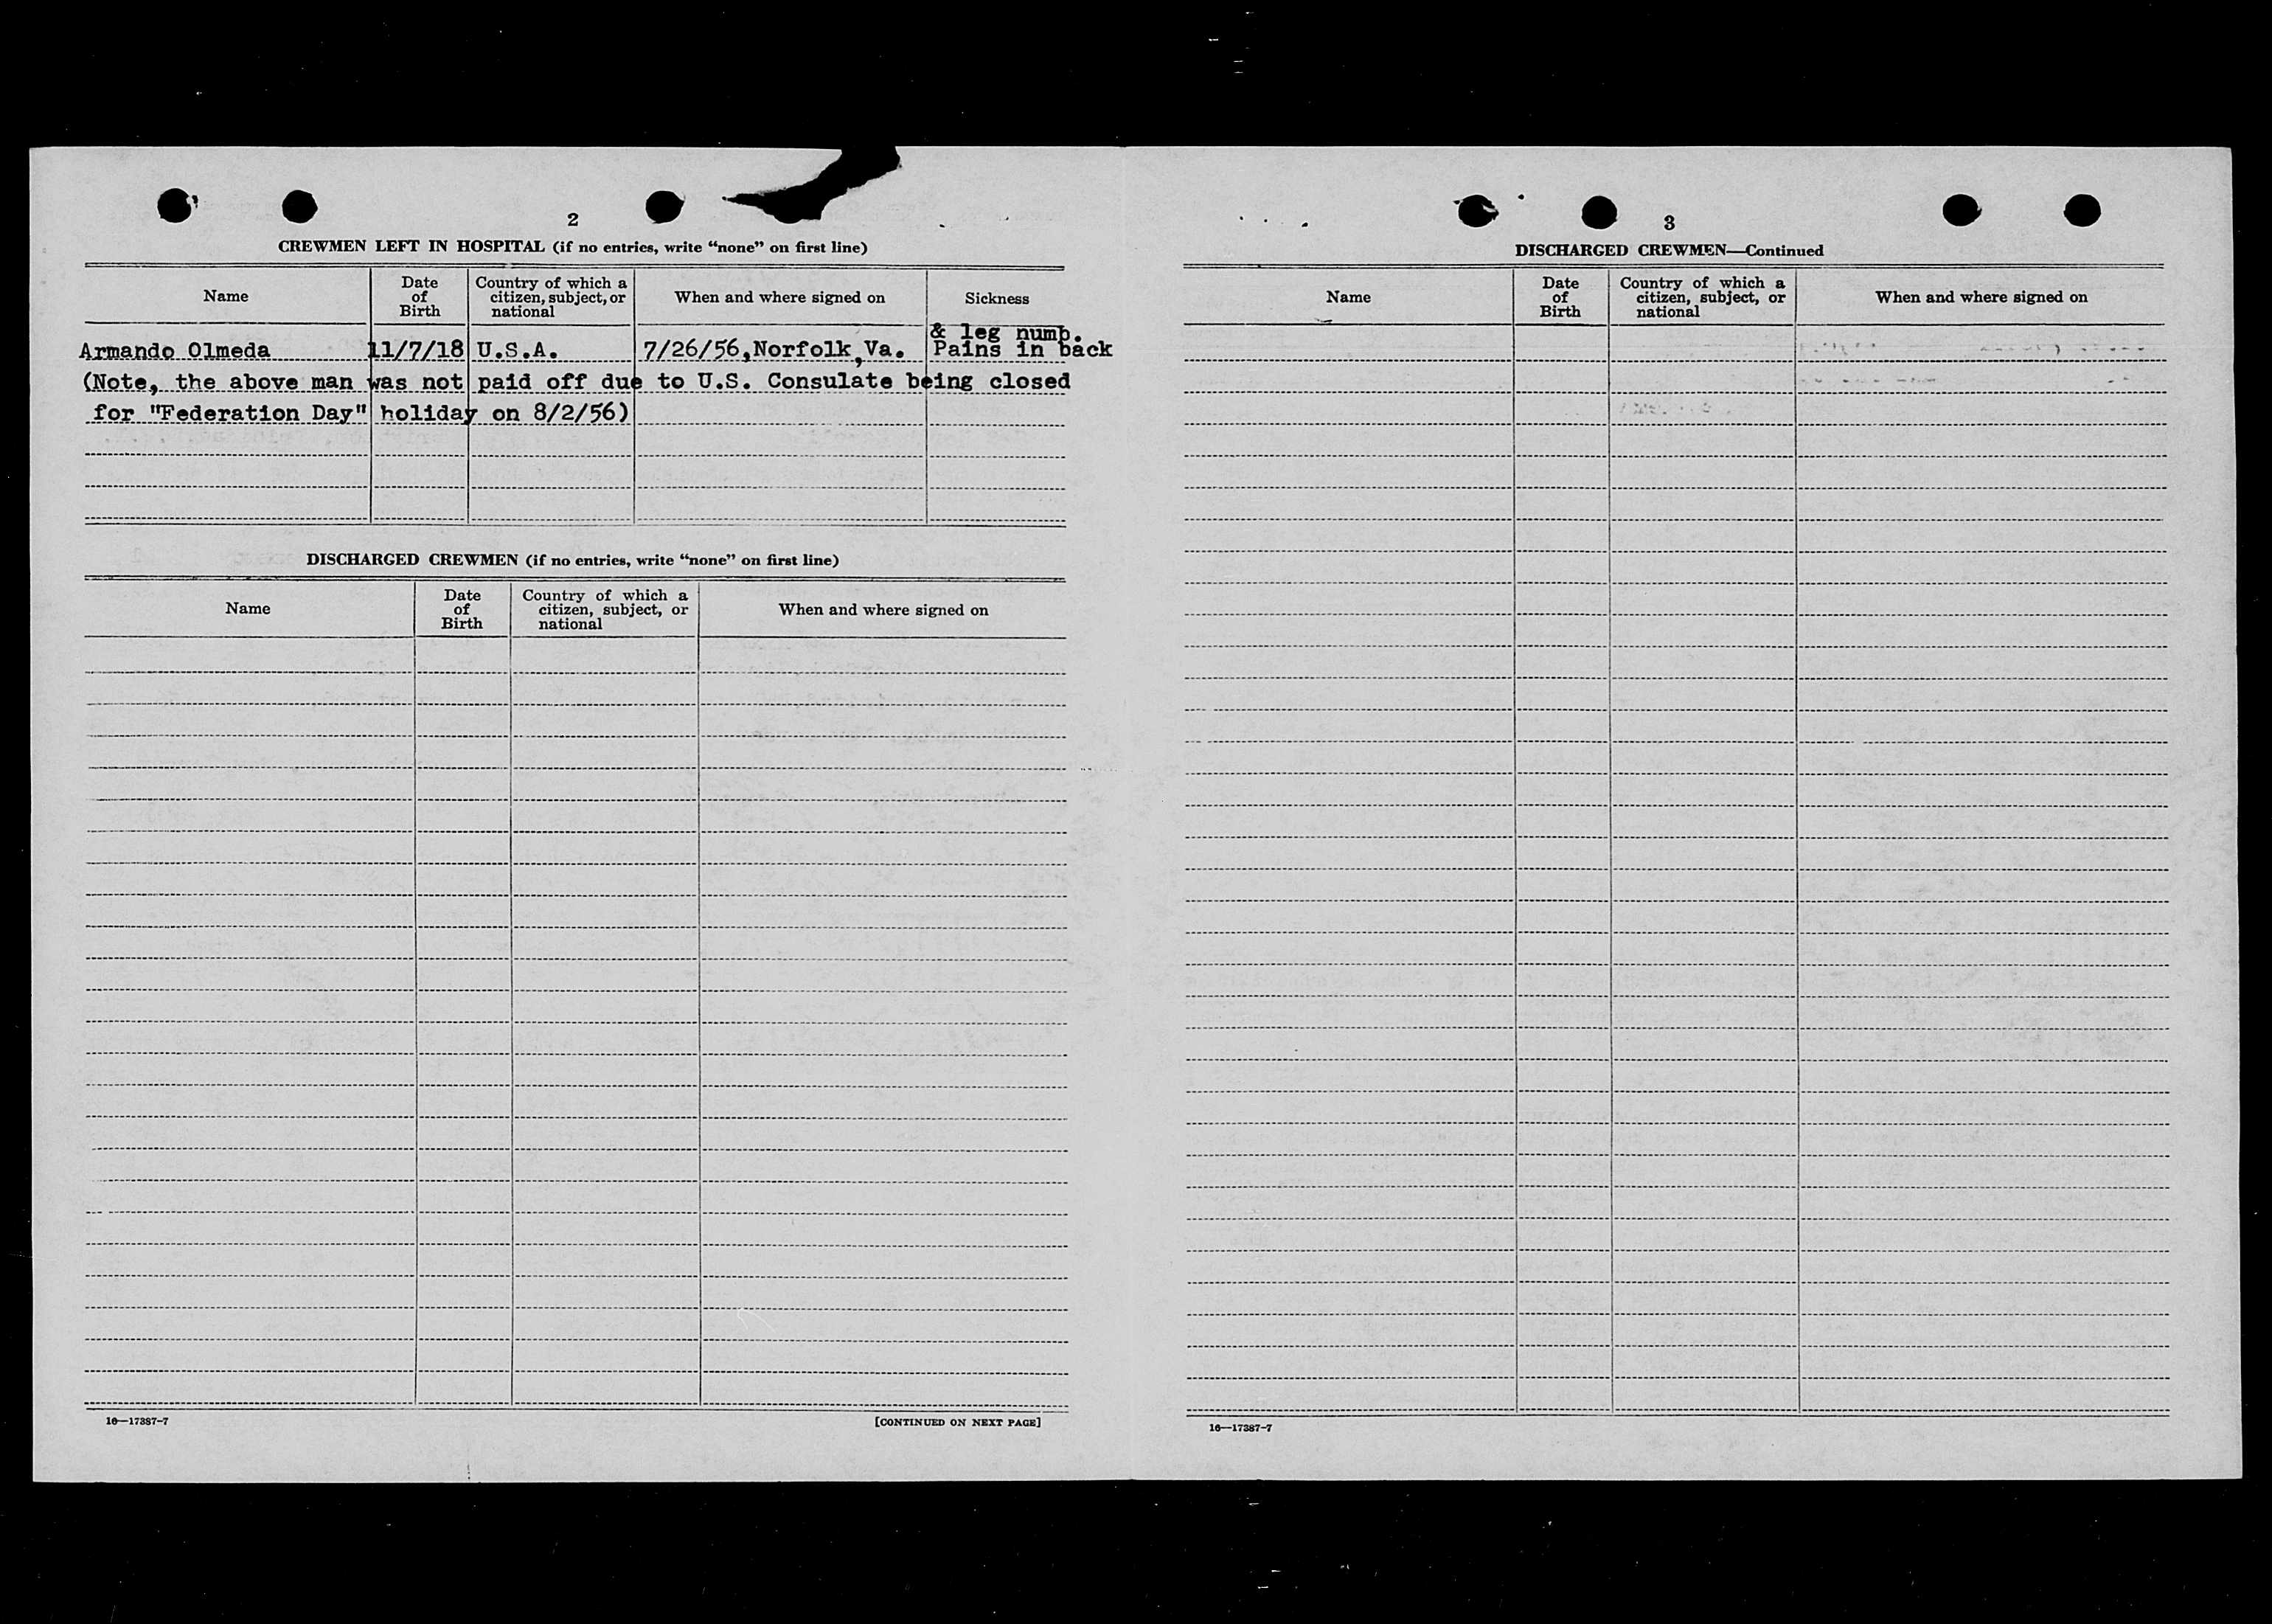 2
CREWMEN LEFT IN HOSPITAL (if no entries, write “none” on first line)
Name
Date of Birth
Country of which a citizen, subject, or national
When and where signed on
Sickness
& leg numb.
Armando Olmeda 11/7/18 U.S.A. 7/26/56,Norfolk,Va. Pains in back
(Note, the above man was not paid off due to U.S. Consulate being closed
for "Federation Day" holiday on 8/2/56)
DISCHARGED CREWMEN (if no entries, write “none” on first line)
Name
Date of Birth
Country of which a citizen, subject, or national
When and where signed on
16—17387-7
[CONTINUED ON NEXT PAGE]
3
DISCHARGED CREWMEN—Continued
Name
Date of Birth
Country of which a citizen, subject, or national
When and where signed on
16—17387-7